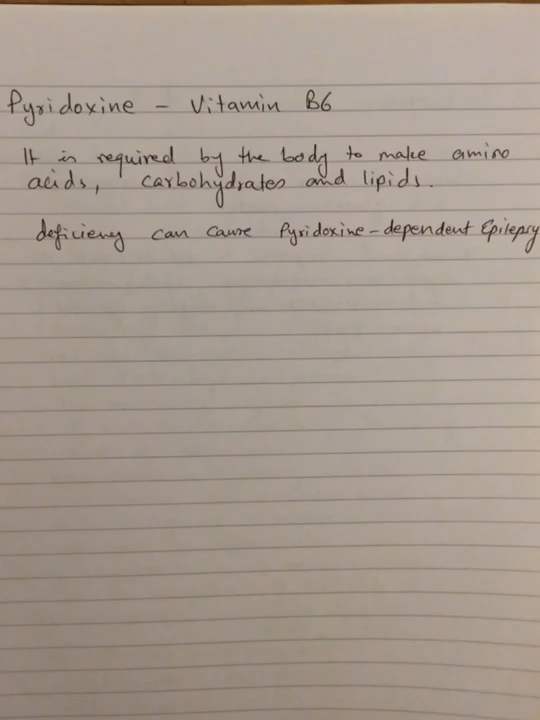 Pyridoxine - Vitamin B6
It is required by the body to make amino
acids, carbohydrates and lipids.
deficiency can cause Pyridoxine-dependent Epilepsy